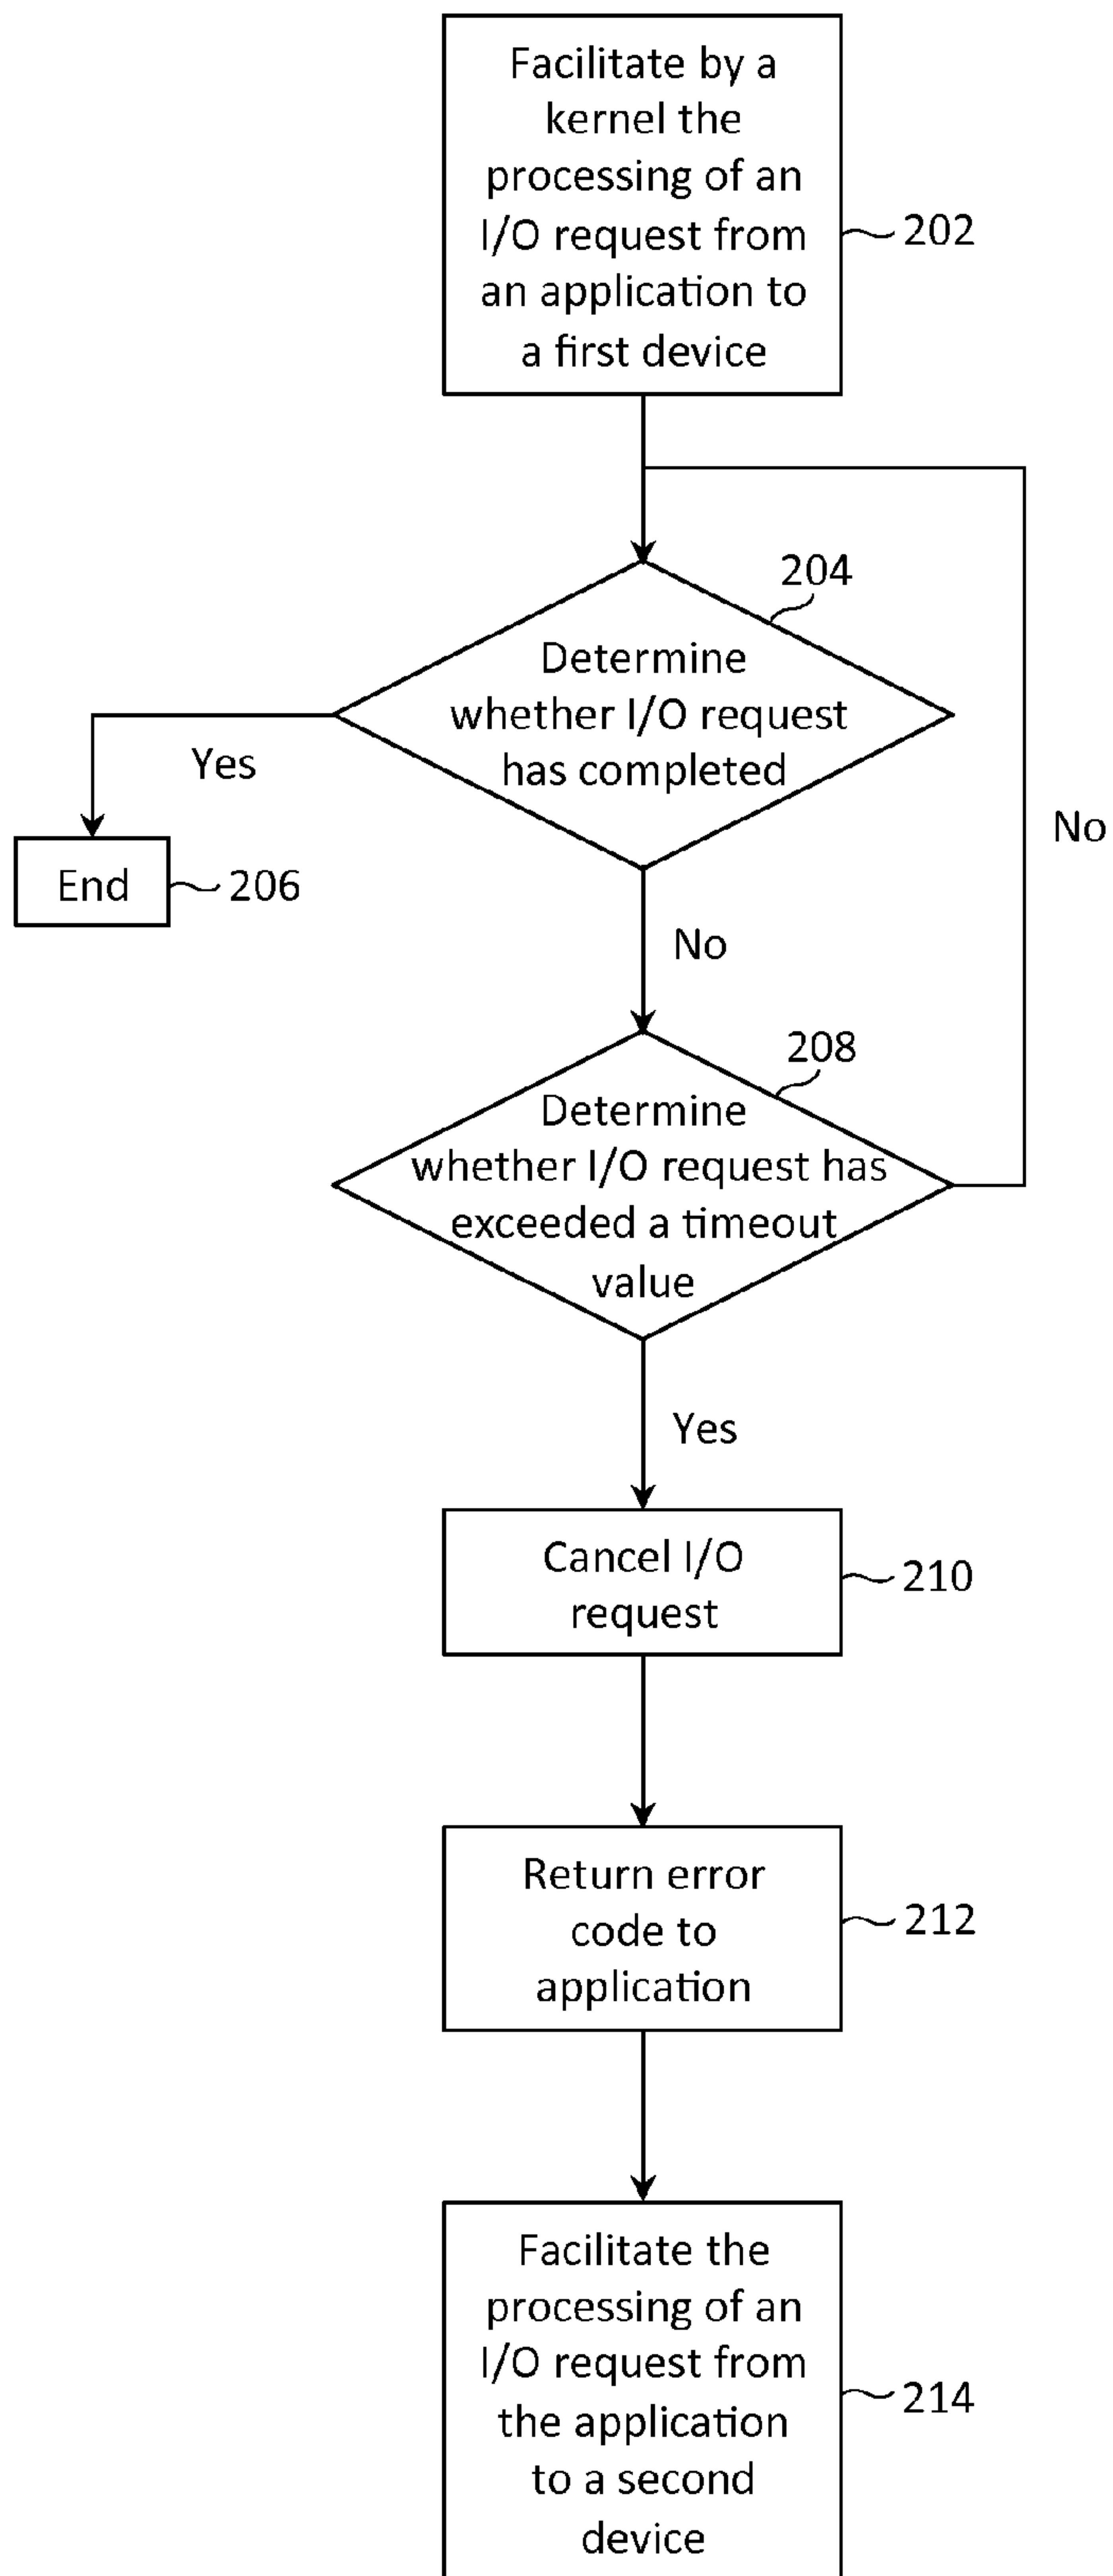 Facilitate by a
kernel the
processing of an
I/O request from
an application to
a first device
202
204
Determine
whether I/O request
has completed
Yes
No
End
206
No
208
Determine
whether I/O request has
exceeded a timeout
value
Yes
Cancel I/O
request
210
Return error
code to
application
212
Facilitate the
processing of an
I/O request from
the application
to a second
device
214